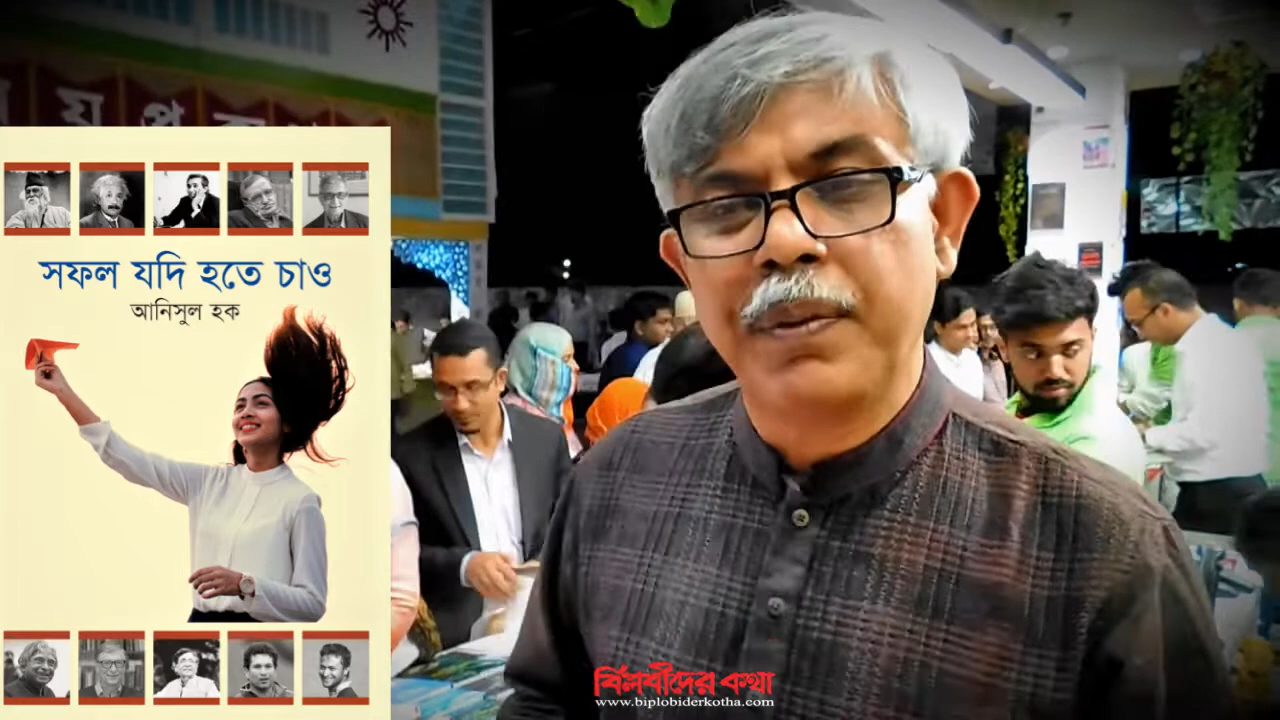 সফল যদি হতে চাও
আনিসুল হক
বিপ্লবীদের কথা
www.biplobiderkotha.com